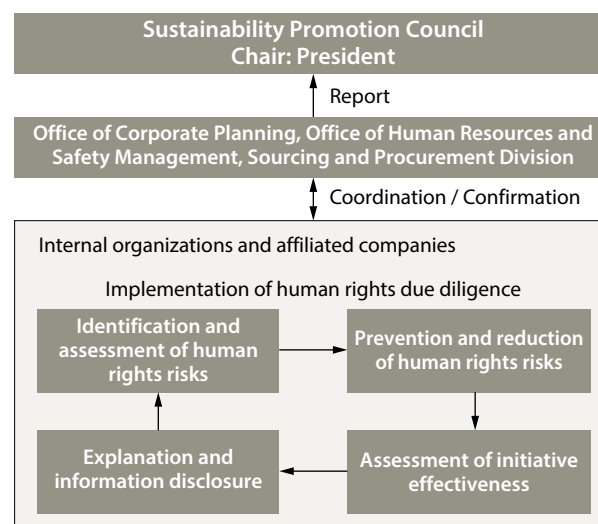 Sustainability Promotion Council
Chair: President
Report
Office of Corporate Planning, Office of Human Resources and
Safety Management, Sourcing and Procurement Division
Coordination / Confirmation
Internal organizations and affiliated companies
Implementation of human rights due diligence
Identification and
assessment of human
rights risks
Prevention and reduction
of human rights risks
Explanation and
information disclosure
Assessment of initiative
effectiveness